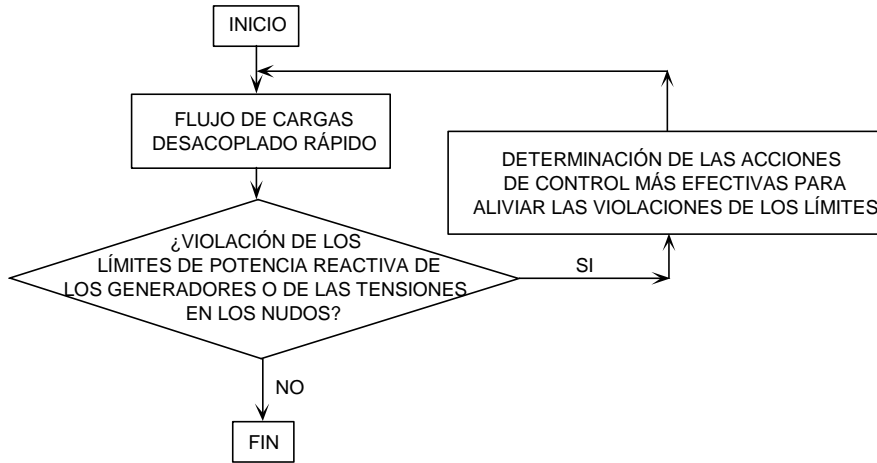 INICIO
FLUJO DE CARGAS
DESACOPLADO RÁPIDO
DETERMINACIÓN DE LAS ACCIONES
DE CONTROL MÁS EFECTIVAS PARA
ALIVIAR LAS VIOLACIONES DE LOS LÍMITES
¿VIOLACIÓN DE LOS
LÍMITES DE POTENCIA REACTIVA DE
LOS GENERADORES O DE LAS TENSIONES
EN LOS NUDOS?
SI
NO
FIN